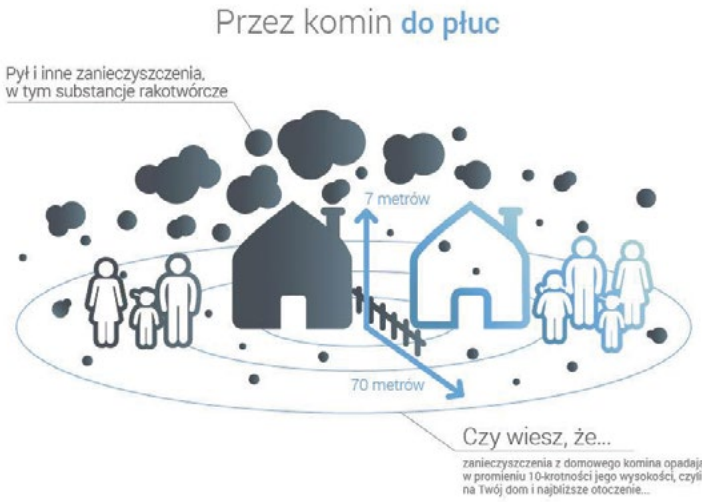 Przez komin do płuc
Pył i inne zanieczyszczenia,
w tym substancje rakotwórcze
7 metrów
70 metrów
Czy wiesz, że...
zanieczyszczenia z domowego komina opadają
w promieniu 10-krotności jego wysokości, czyli
na Twój dom i najbliższe otoczenie...